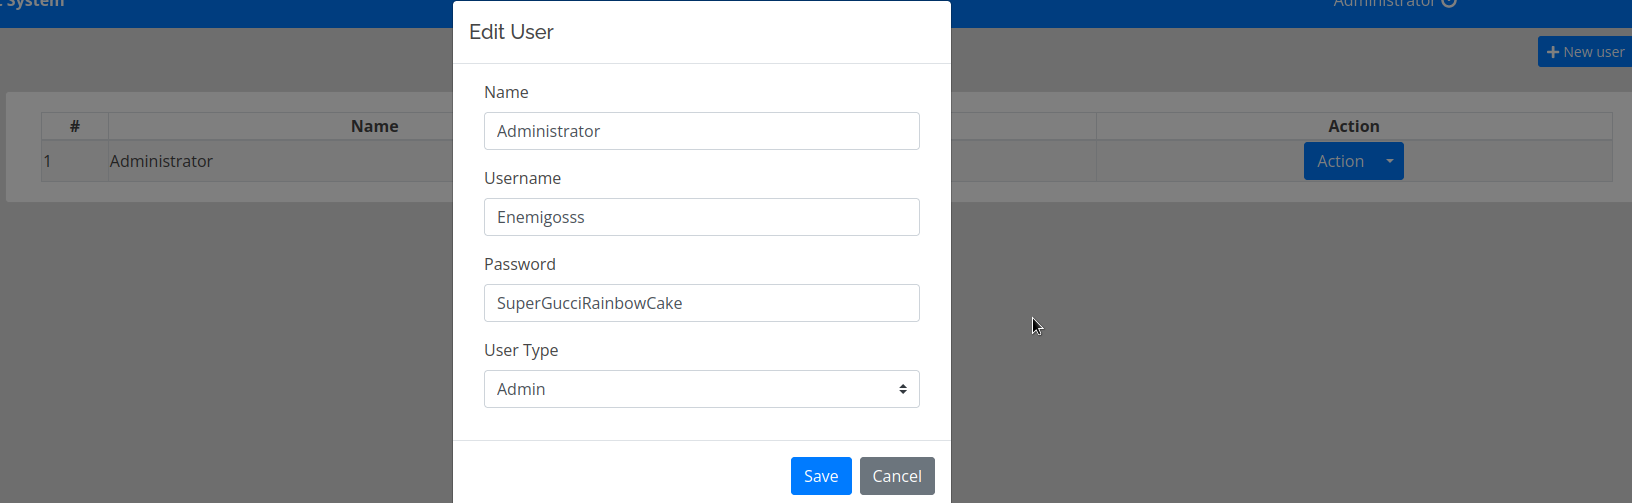 System
Administrator
Edit User
New user
Name
Administrator
# Name Action
1 Administrator Action
Username
Enemigosss
Password
SuperGucciRainbowCake
User Type
Admin
Save Cancel